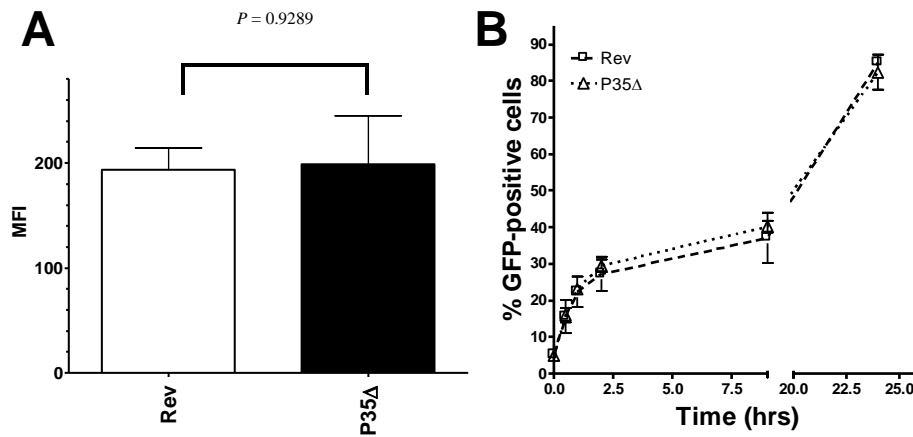 A
P = 0.9289
MFI
200
100
0
Rev
P35Δ
B
% GFP-positive cells
90
80
70
60
50
40
30
20
10
0
Rev
P35Δ
0.0 2.5 5.0 7.5 20.0 22.5 25.0
Time (hrs)